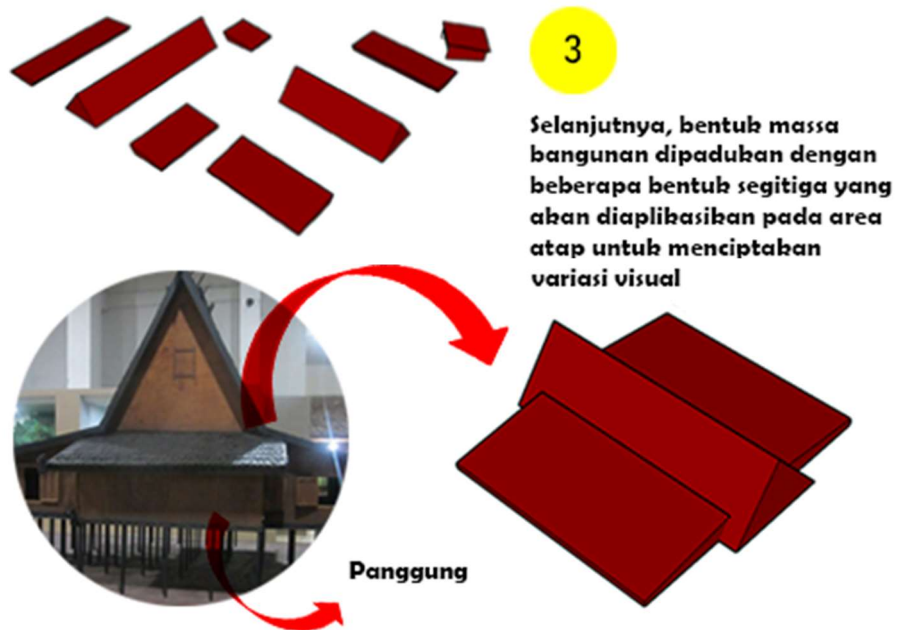 3
Selanjutnya, bentuk massa
bangunan dipadukan dengan
beberapa bentuk segitiga yang
akan diaplikasikan pada area
atap untuk menciptakan
variasi visual
Panggung